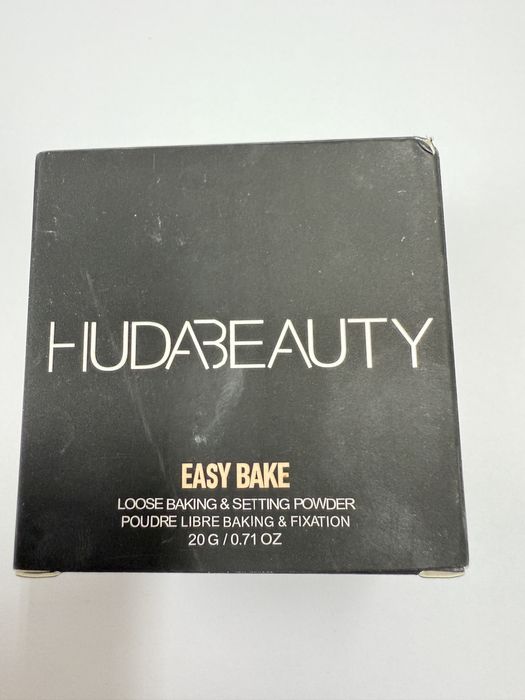 HUDABEAUTY
EASY BAKE
LOOSE BAKING & SETTING POWDER
POUDRE LIBRE BAKING & FIXATION
20 G / 0.71 OZ